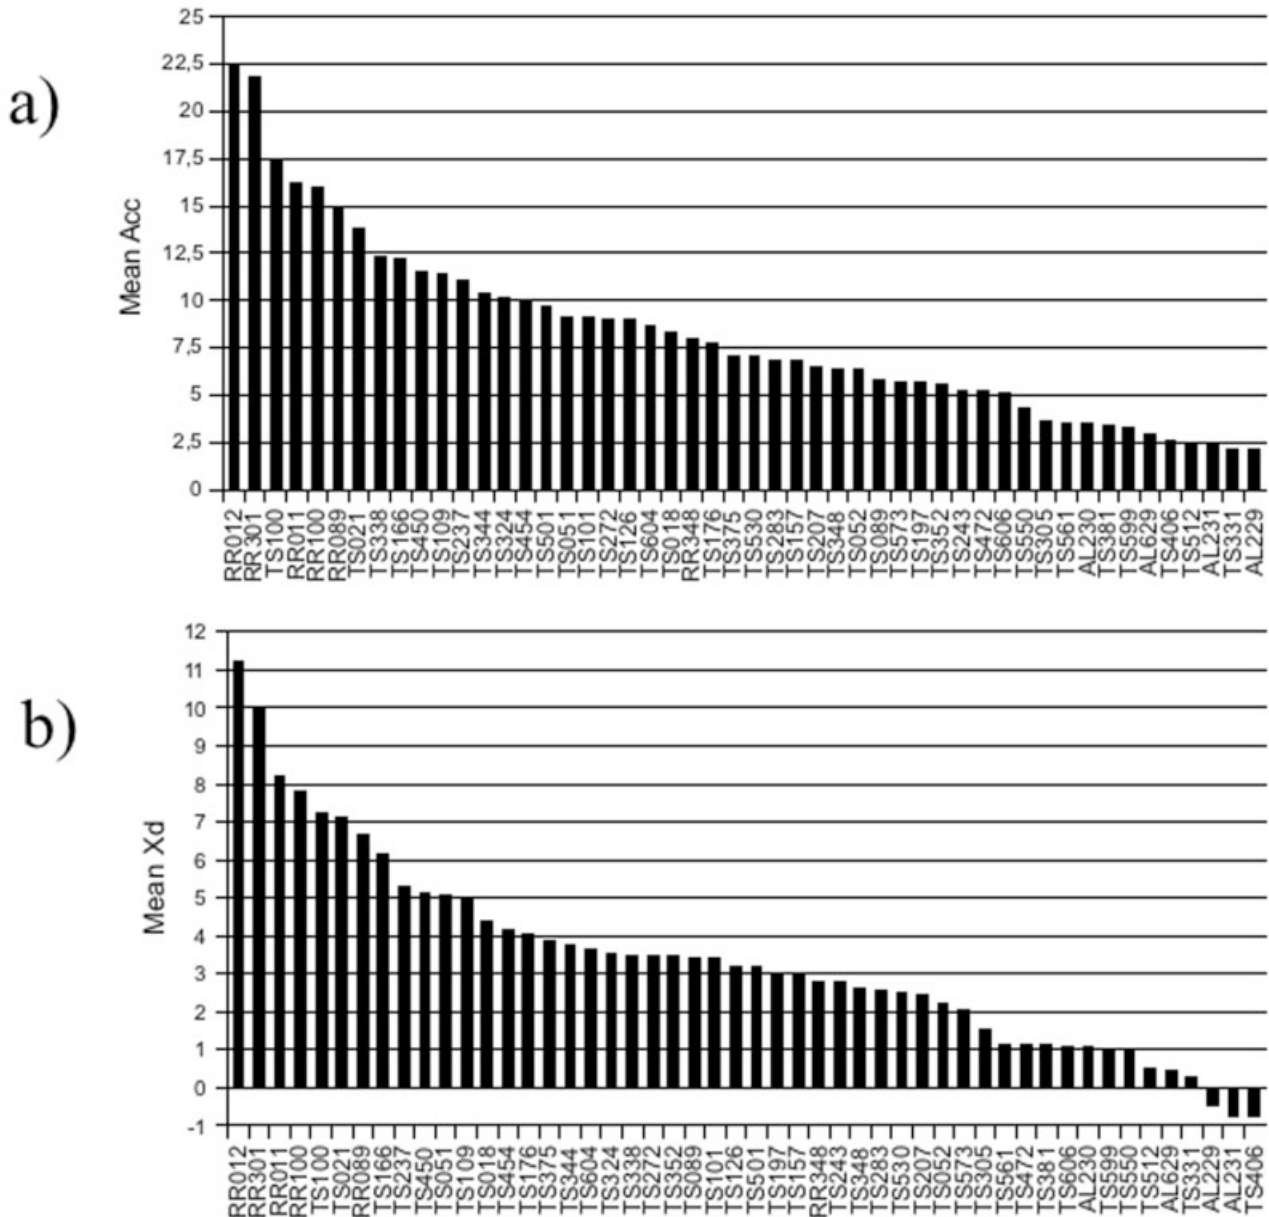 a)
Mean Acc
25
22,5
20
17,5
15
12,5
10
7,5
5
2,5
0
RR012
RR301
TS100
RR011
RR100
RR089
TS021
TS338
TS166
TS450
TS109
TS237
TS344
TS324
TS454
TS501
TS051
TS101
TS272
TS126
TS604
TS018
RR348
TS176
TS375
TS530
TS283
TS157
TS207
TS348
TS052
TS089
TS573
TS197
TS352
TS243
TS472
TS606
TS550
TS305
TS561
AL230
TS381
TS599
AL629
TS406
TS512
AL231
TS331
AL229
b)
Mean Xd
12
11
10
9
8
7
6
5
4
3
2
1
0
-1
RR012
RR301
RR011
RR100
TS100
TS021
RR089
TS166
TS237
TS450
TS051
TS109
TS018
TS454
TS176
TS375
TS344
TS604
TS324
TS338
TS272
TS352
TS089
TS101
TS126
TS501
TS197
TS157
RR348
TS243
TS348
TS283
TS530
TS207
TS052
TS573
TS305
TS561
TS472
TS381
TS606
AL230
TS599
TS550
TS512
AL629
TS331
AL229
AL231
TS406